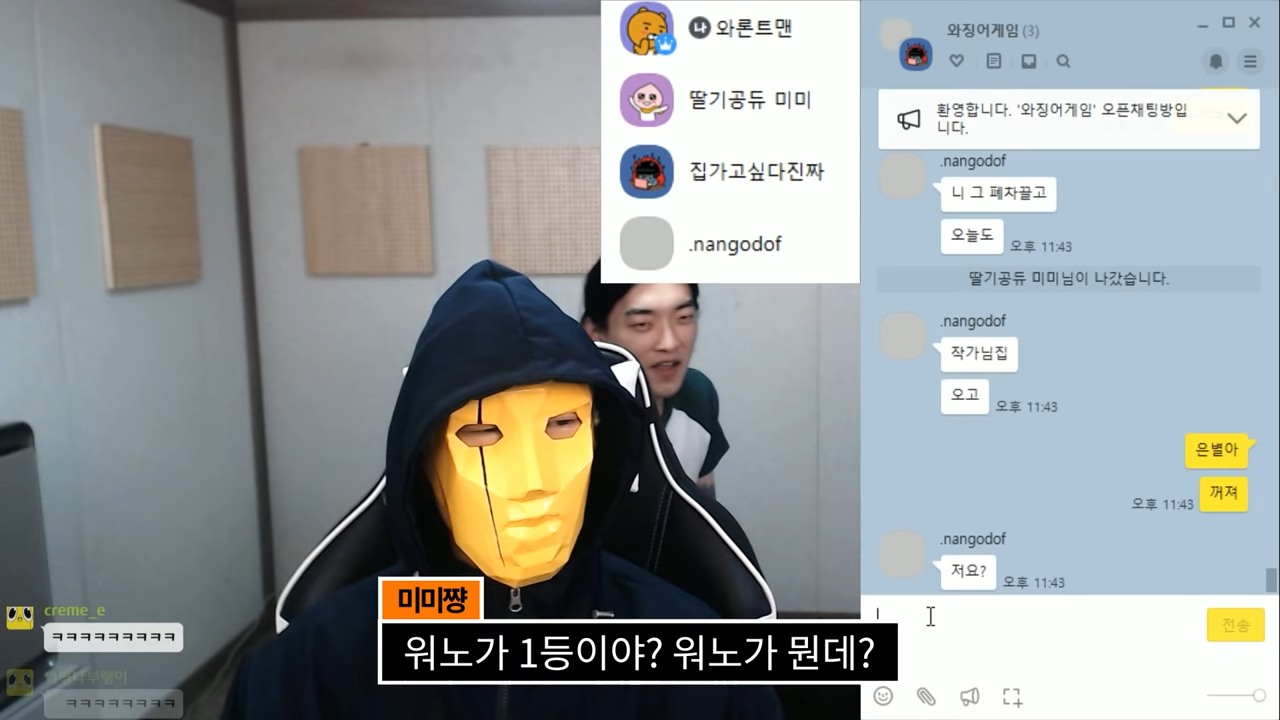 나 와론트맨
딸기공듀 미미
집가고싶다진짜
.nangodof
와징어게임 (3)
환영합니다. '와징어게임' 오픈채팅방입
니다.
.nangodof
니 그 폐차끌고
오늘도
오후 11:43
딸기공듀 미미님이 나갔습니다.
.nangodof
작가님집
오고
오후 11:43
은별아
꺼져
오후 11:43
.nangodof
저요?
오후 11:43
전송
creme_e
ㅋㅋㅋㅋㅋㅋㅋㅋㅋ
ㅋㅋㅋㅋㅋㅋㅋㅋ
미미쨩
워노가 1등이야? 워노가 뭔데?